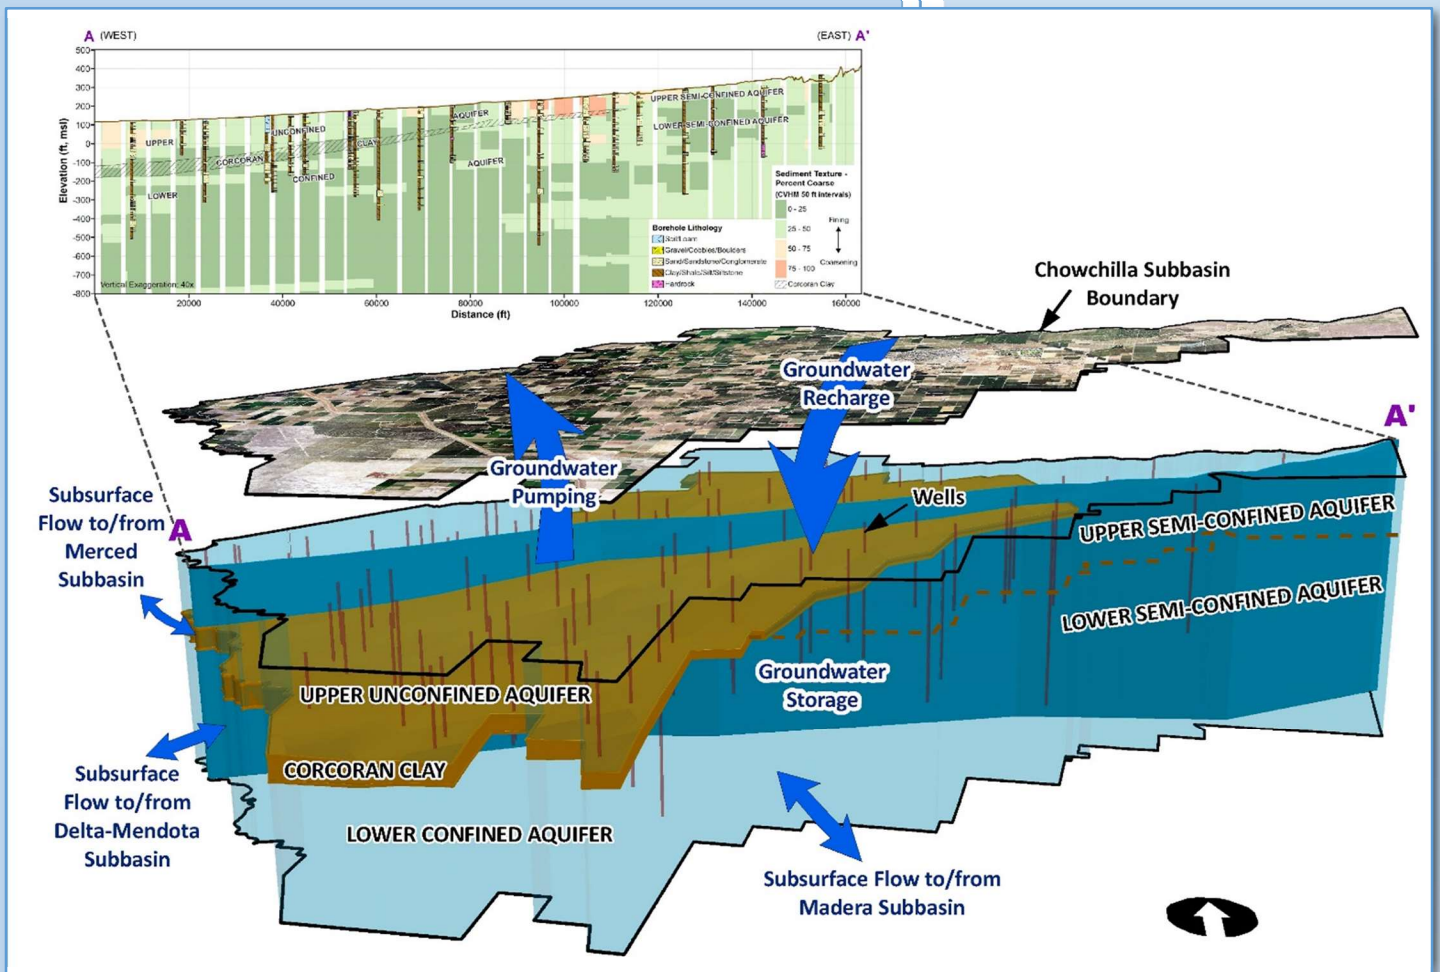 A (WEST)
(EAST) A'
500
400
300
200
100
0
-100
-200
-300
-400
-500
-600
-700
-800
Elevation (ft, msl)
UPPER
UNCONFINED
AQUIFER
CORCORAN
CLAY
LOWER
CONFINED
AQUIFER
UPPER SEMI-CONFINED AQUIFER
LOWER SEMI-CONFINED AQUIFER
Sediment Texture -
Percent Coarse
(CVHM 50 ft intervals)
0 - 25
25 - 50
50 - 75
75 - 100
Fining
Coarsening
Corcoran Clay
Borehole Lithology
Soil/Loam
Gravel/Cobbles/Boulders
Sand/Sandstone/Conglomerate
Clay/Shale/Silt/Siltstone
Hardrock
Vertical Exaggeration: 40x
20000
40000
60000
80000
100000
120000
140000
160000
Distance (ft)
Chowchilla Subbasin
Boundary
Groundwater
Recharge
Groundwater
Pumping
A'
Wells
Subsurface
Flow to/from
Merced
Subbasin
A
UPPER SEMI-CONFINED AQUIFER
LOWER SEMI-CONFINED AQUIFER
Groundwater
Storage
UPPER UNCONFINED AQUIFER
CORCORAN CLAY
Subsurface
Flow to/from
Delta-Mendota
Subbasin
LOWER CONFINED AQUIFER
Subsurface Flow to/from
Madera Subbasin